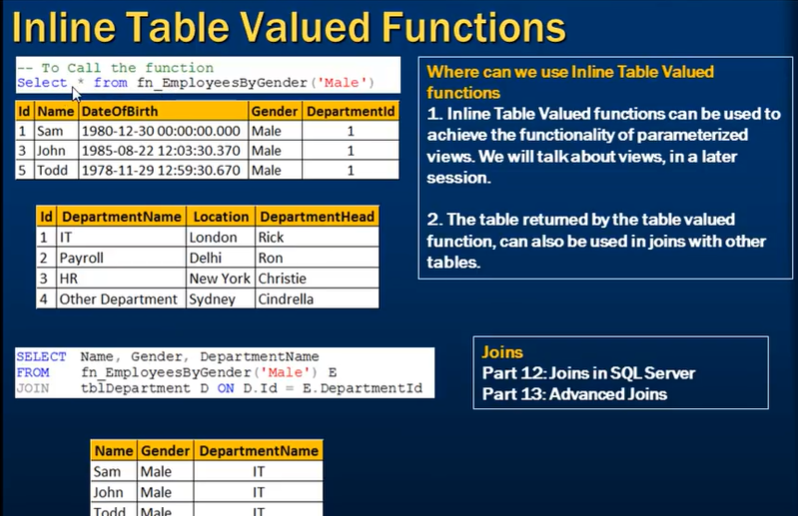 Inline Table Valued Functions
-- To Call the function
Select * from fn_EmployeesByGender('Male')
Id Name DateOfBirth Gender DepartmentId
1 Sam 1980-12-30 00:00:00.000 Male 1
3 John 1985-08-22 12:03:30.370 Male 1
5 Todd 1978-11-29 12:59:30.670 Male 1
Where can we use Inline Table Valued
functions
1. Inline Table Valued functions can be used to
achieve the functionality of parameterized
views. We will talk about views, in a later
session.
2. The table returned by the table valued
function, can also be used in joins with other
tables.
Id DepartmentName Location DepartmentHead
1 IT London Rick
2 Payroll Delhi Ron
3 HR New York Christie
4 Other Department Sydney Cindrella
SELECT Name, Gender, DepartmentName
FROM fn_EmployeesByGender('Male') E
JOIN tblDepartment D ON D.Id = E.DepartmentId
Joins
Part 12: Joins in SQL Server
Part 13: Advanced Joins
Name Gender DepartmentName
Sam Male IT
John Male IT
Todd Male IT